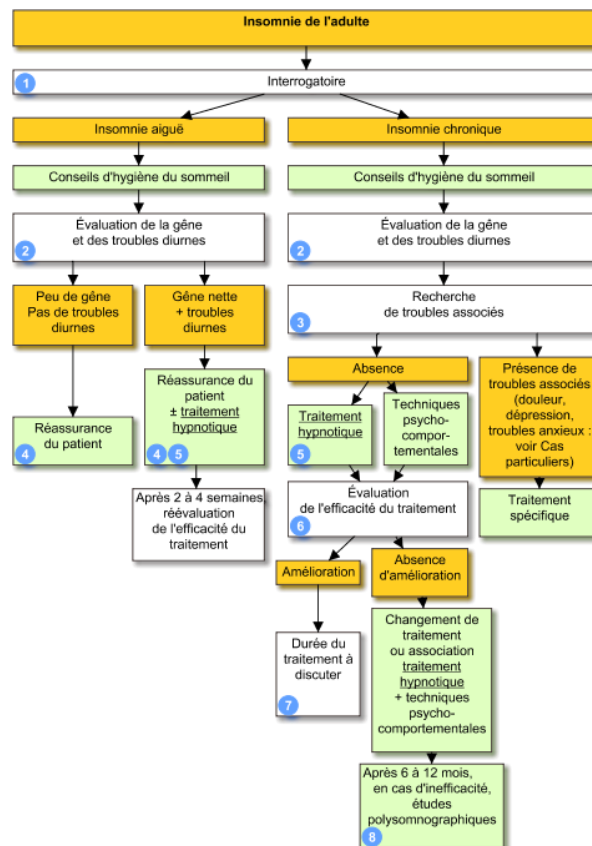 Insomnie de l'adulte
1
Interrogatoire
Insomnie aiguë
Insomnie chronique
Conseils d'hygiène du sommeil
Conseils d'hygiène du sommeil
Évaluation de la gêne
et des troubles diurnes
2
Évaluation de la gêne
et des troubles diurnes
2
Peu de gêne
Pas de troubles
diurnes
Gêne nette
+ troubles
diurnes
Recherche
de troubles associés
3
Absence
Présence de
troubles associés
(douleur,
dépression,
troubles anxieux :
voir Cas
particuliers)
Réassurance
du patient
4
Réassurance du
patient
± traitement
hypnotique
4 5
Traitement
hypnotique
5
Techniques
psycho-
compor-
tementales
Après 2 à 4 semaines,
réévaluation
de l'efficacité du
traitement
Évaluation
de l'efficacité du traitement
6
Traitement
spécifique
Amélioration
Absence
d'amélioration
Durée du
traitement à
discuter
7
Changement de
traitement
ou association
traitement
hypnotique
+ techniques
psycho-
comportementales
Après 6 à 12 mois,
en cas d'inefficacité,
études
polysomnographiques
8